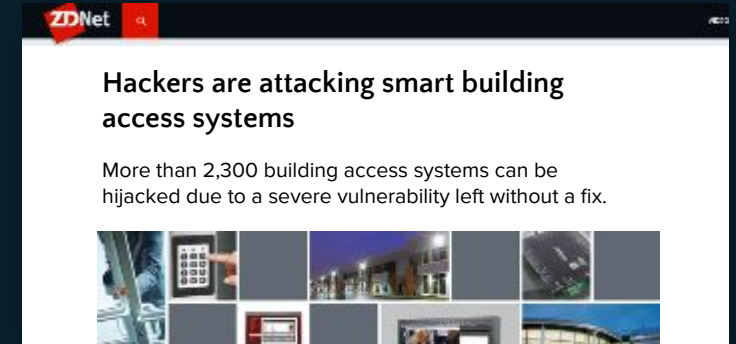 ZDNet
Hackers are attacking smart building
access systems
More than 2,300 building access systems can be
hijacked due to a severe vulnerability left without a fix.